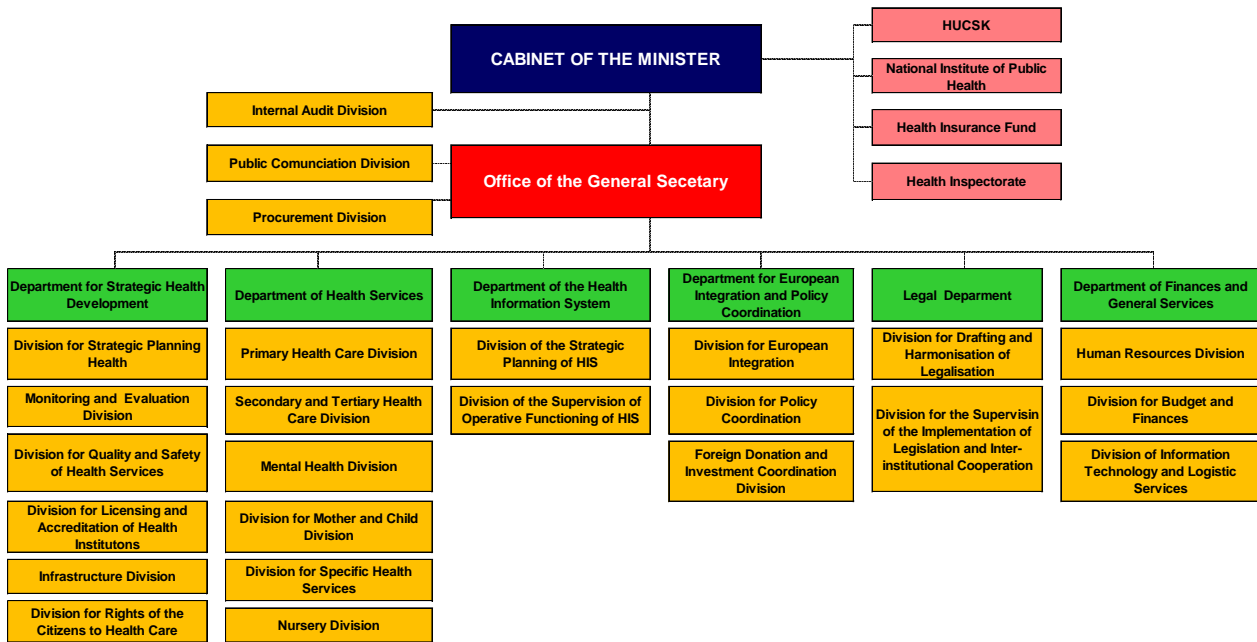 CABINET OF THE MINISTER
HUCSK
National Institute of Public
Health
Health Insurance Fund
Health Inspectorate
Internal Audit Division
Public Comunciation Division
Procurement Division
Office of the General Secetary
Department for Strategic Health
Development
Department of Health Services
Department of the Health
Information System
Department for European
Integration and Policy
Coordination
Legal Deparment
Department of Finances and
General Services
Division for Strategic Planning
Health
Monitoring and Evaluation
Division
Division for Quality and Safety
of Health Services
Division for Licensing and
Accreditation of Health
Institutons
Infrastructure Division
Division for Rights of the
Citizens to Health Care
Primary Health Care Division
Secondary and Tertiary Health
Care Division
Mental Health Division
Division for Mother and Child
Division
Division for Specific Health
Services
Nursery Division
Division of the Strategic
Planning of HIS
Division of the Supervision of
Operative Functioning of HIS
Division for European
Integration
Division for Policy
Coordination
Foreign Donation and
Investment Coordination
Division
Division for Drafting and
Harmonisation of
Legalisation
Division for the Supervisin
of the Implementation of
Legislation and Inter-
institutional Cooperation
Human Resources Division
Division for Budget and
Finances
Division of Information
Technology and Logistic
Services